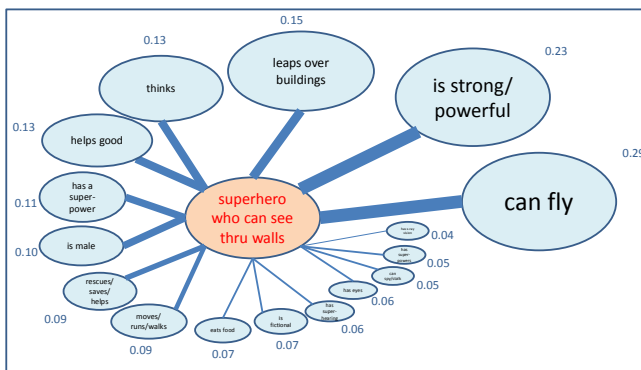 0.15
0.13
0.23
leaps over
buildings
thinks
is strong/
powerful
0.13
helps good
0.29
has a
super-
power
0.11
superhero
who can see
thru walls
can fly
is male
0.10
0.04
has
super-
powers
0.05
rescues/
saves/
helps
can
0.05
has eyes
0.06
moves/
runs/walks
has
super-
hearing
0.09
is
fictional
eats food
0.06
0.09
0.07
0.07